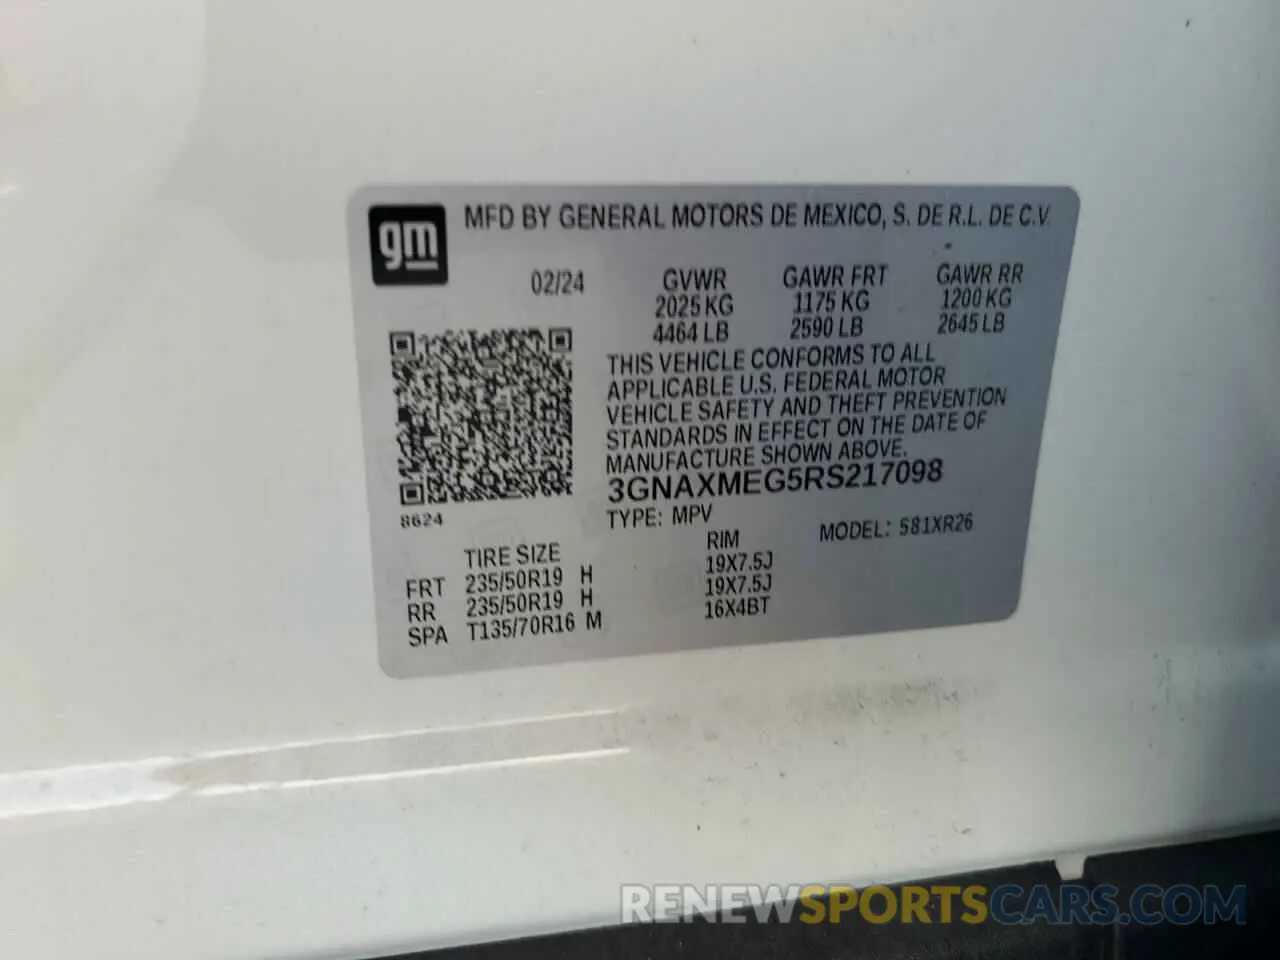 gm
MFD BY GENERAL MOTORS DE MEXICO, S. DE R.L. DE C.V.
02/24
GVWR
2025 KG
4464 LB
GAWR FRT
1175 KG
2590 LB
GAWR RR
1200 KG
2645 LB
THIS VEHICLE CONFORMS TO ALL
APPLICABLE U.S. FEDERAL MOTOR
VEHICLE SAFETY AND THEFT PREVENTION
STANDARDS IN EFFECT ON THE DATE OF
MANUFACTURE SHOWN ABOVE.
3GNAXMEG5RS217098
8624
TYPE: MPV
MODEL: 581XR26
TIRE SIZE RIM
FRT 235/50R19 H 19X7.5J
RR 235/50R19 H 19X7.5J
SPA T135/70R16 M 16X4BT
RENEWSPORTSCARS.COM